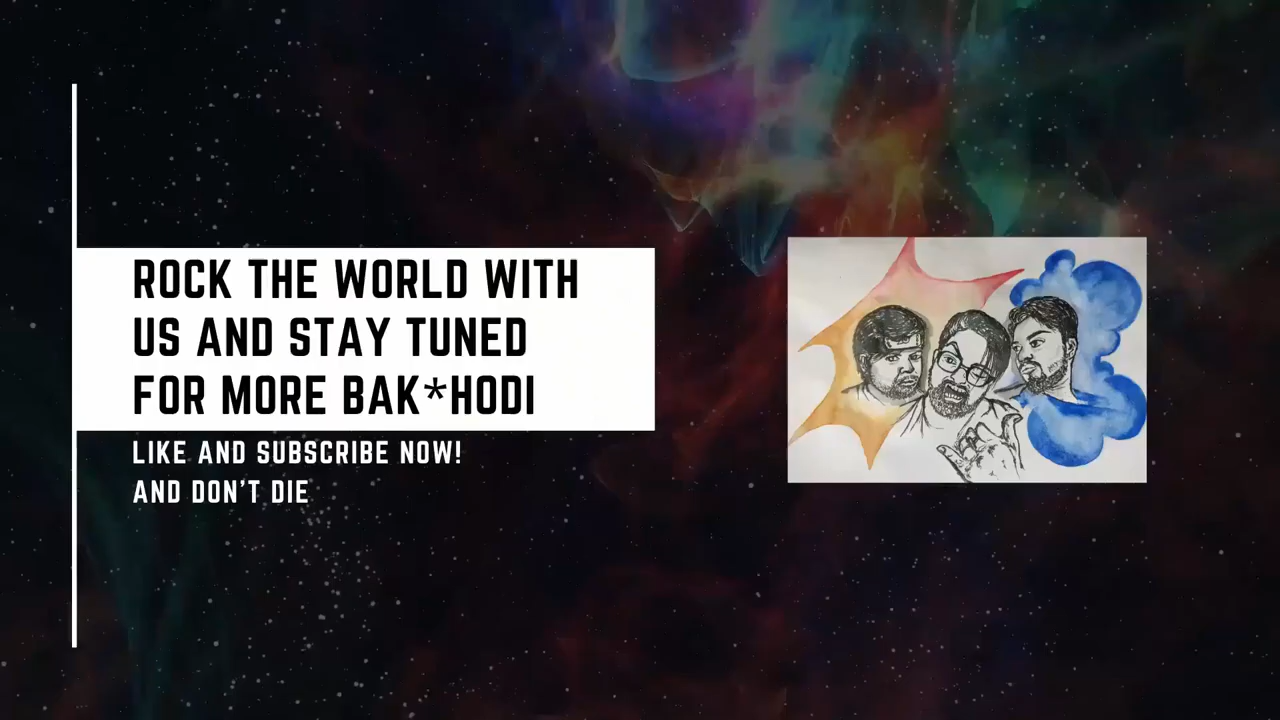 ROCK THE WORLD WITH
US AND STAY TUNED
FOR MORE BAK*HODI
LIKE AND SUBSCRIBE NOW!
AND DON'T DIE